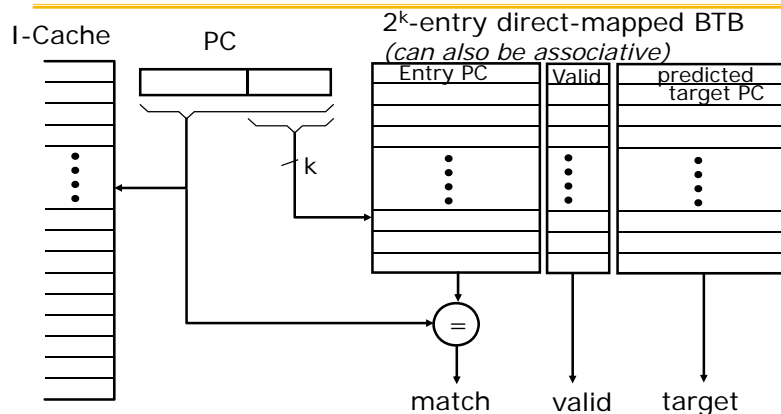 2ᵏ-entry direct-mapped BTB
I-Cache
PC
(can also be associative)
Entry PC
Valid
predicted
target PC
k
=
match
valid
target